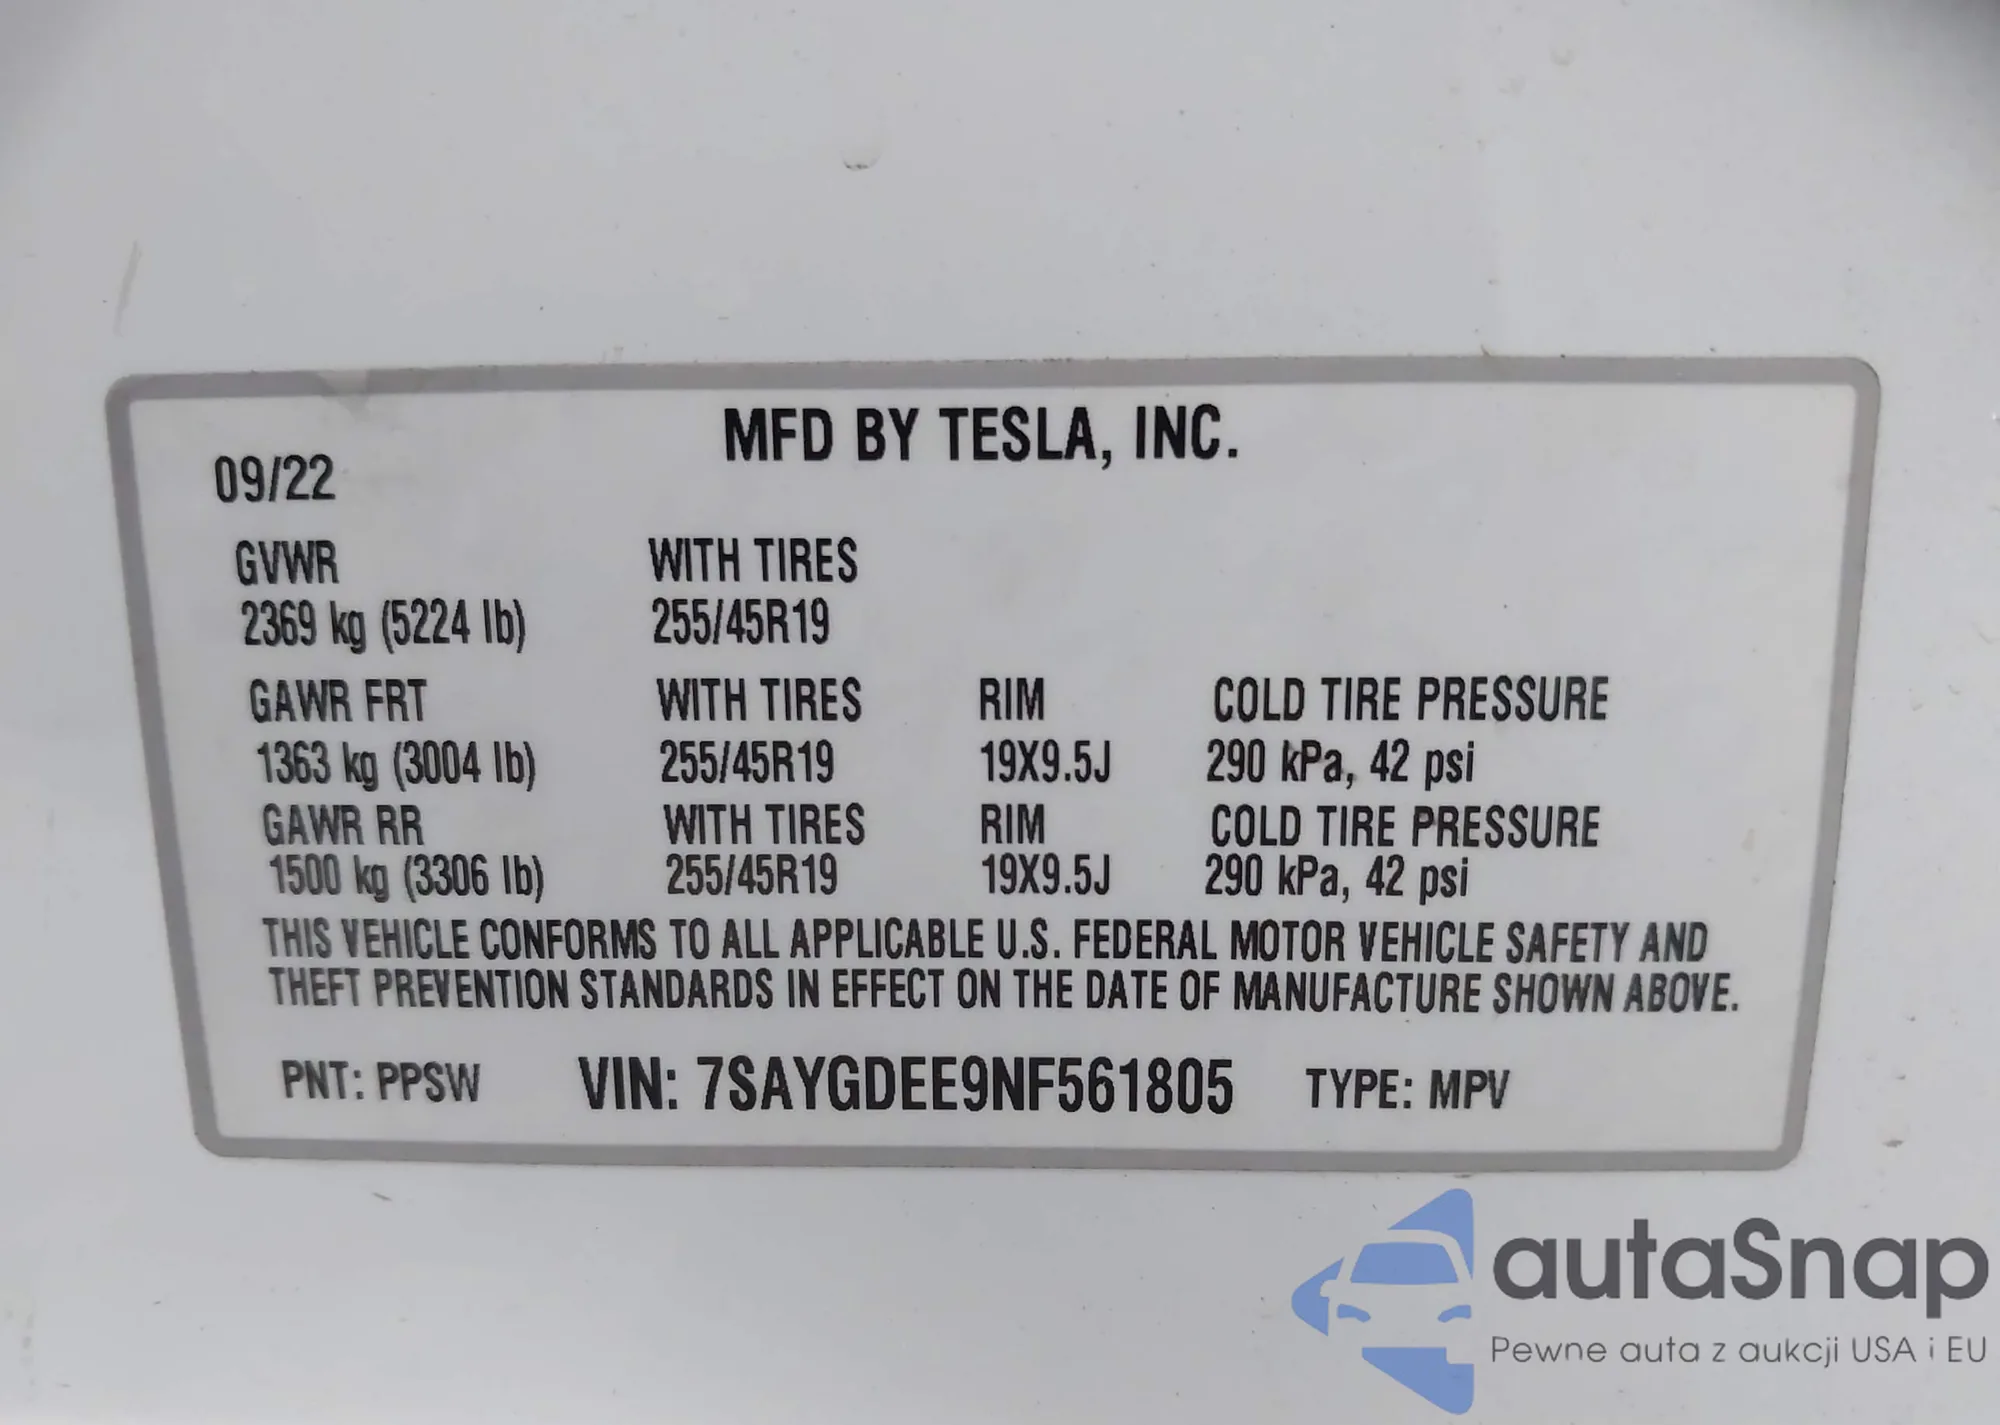 MFD BY TESLA, INC.
09/22
GVWR WITH TIRES
2369 kg (5224 lb) 255/45R19
GAWR FRT WITH TIRES RIM COLD TIRE PRESSURE
1363 kg (3004 lb) 255/45R19 19X9.5J 290 kPa, 42 psi
GAWR RR WITH TIRES RIM COLD TIRE PRESSURE
1500 kg (3306 lb) 255/45R19 19X9.5J 290 kPa, 42 psi
THIS VEHICLE CONFORMS TO ALL APPLICABLE U.S. FEDERAL MOTOR VEHICLE SAFETY AND
THEFT PREVENTION STANDARDS IN EFFECT ON THE DATE OF MANUFACTURE SHOWN ABOVE.
PNT: PPSW VIN: 7SAYGDEE9NF561805 TYPE: MPV
autaSnap
Pewne auta z aukcji USA i EU